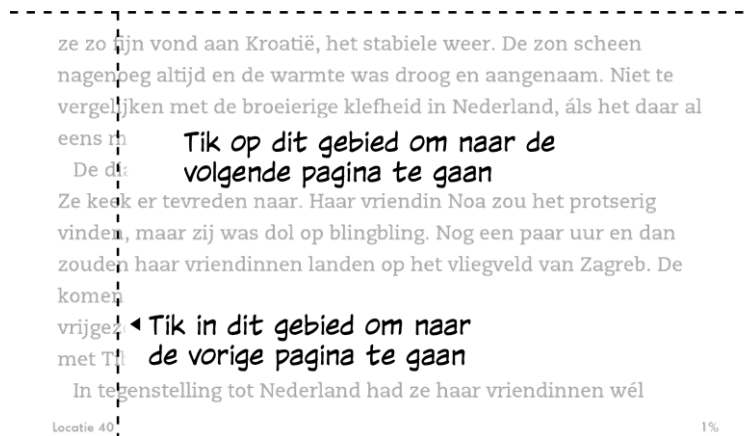 ze zo fijn vond aan Kroatië, het stabiele weer. De zon scheen
nagenoeg altijd en de warmte was droog en aangenaam. Niet te
vergelijken met de broeierige klefheid in Nederland, áls het daar al
eens
Tik op dit gebied om naar de
De
volgende pagina te gaan
Ze keek er tevreden naar. Haar vriendin Noa zou het protserig
vinden, maar zij was dol op blingbling. Nog een paar uur en dan
zouden haar vriendinnen landen op het vliegveld van Zagreb. De
komen
Tik in dit gebied om naar
de vorige pagina te gaan
met
In tegenstelling tot Nederland had ze haar vriendinnen wél
Locatie 40
1%